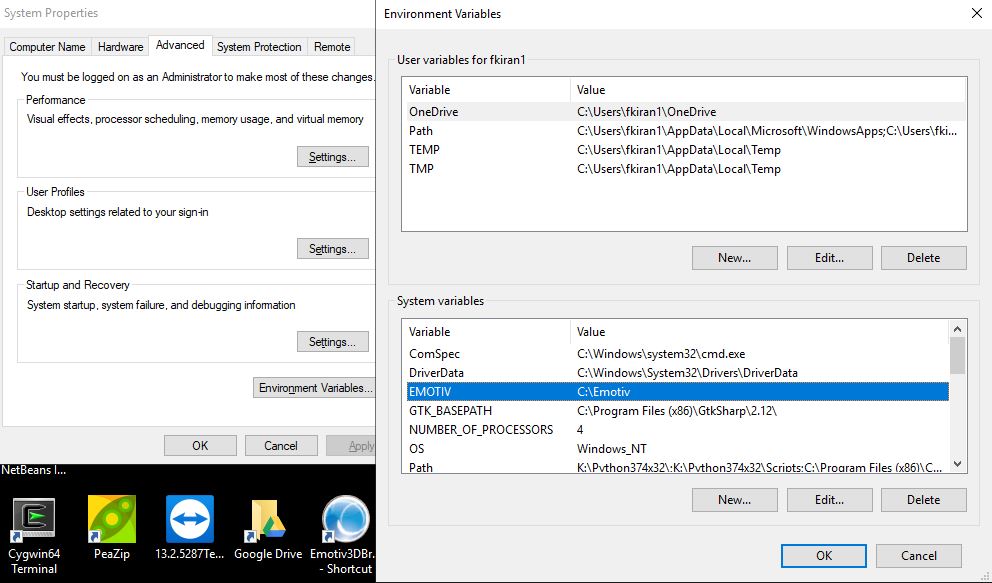 System Properties
Computer Name Hardware Advanced System Protection Remote
You must be logged on as an Administrator to make most of these changes.
Performance
Visual effects, processor scheduling, memory usage, and virtual memory
Settings...
User Profiles
Desktop settings related to your sign-in
Settings...
Startup and Recovery
System startup, system failure, and debugging information
Settings...
Environment Variables...
OK Cancel Apply
NetBeans I...
Cygwin64 Terminal
PeaZip
13.2.5287Te...
Google Drive
Emotiv3DBr... - Shortcut
Environment Variables
User variables for fkiran1
Variable Value
OneDrive C:\Users\fkiran1\OneDrive
Path C:\Users\fkiran1\AppData\Local\Microsoft\WindowsApps;C:\Users\fki...
TEMP C:\Users\fkiran1\AppData\Local\Temp
TMP C:\Users\fkiran1\AppData\Local\Temp
New... Edit... Delete
System variables
Variable Value
ComSpec C:\Windows\system32\cmd.exe
DriverData C:\Windows\System32\Drivers\DriverData
EMOTIV C:\Emotiv
GTK_BASEPATH C:\Program Files (x86)\GtkSharp\2.12\
NUMBER_OF_PROCESSORS 4
OS Windows_NT
Path K:\Python374x32\;K:\Python374x32\Scripts;C:\Program Files (x86)\C...
New... Edit... Delete
OK Cancel